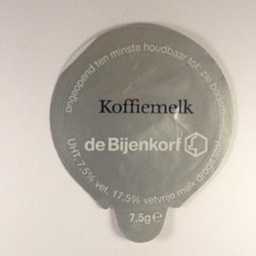 ongeopend ten minste houdbaar tot: zie bodem
Koffiemelk
de Bijenkorf
UHT, 7,5% vet, 17,5% vetvrije melk droge stof
7,5g e